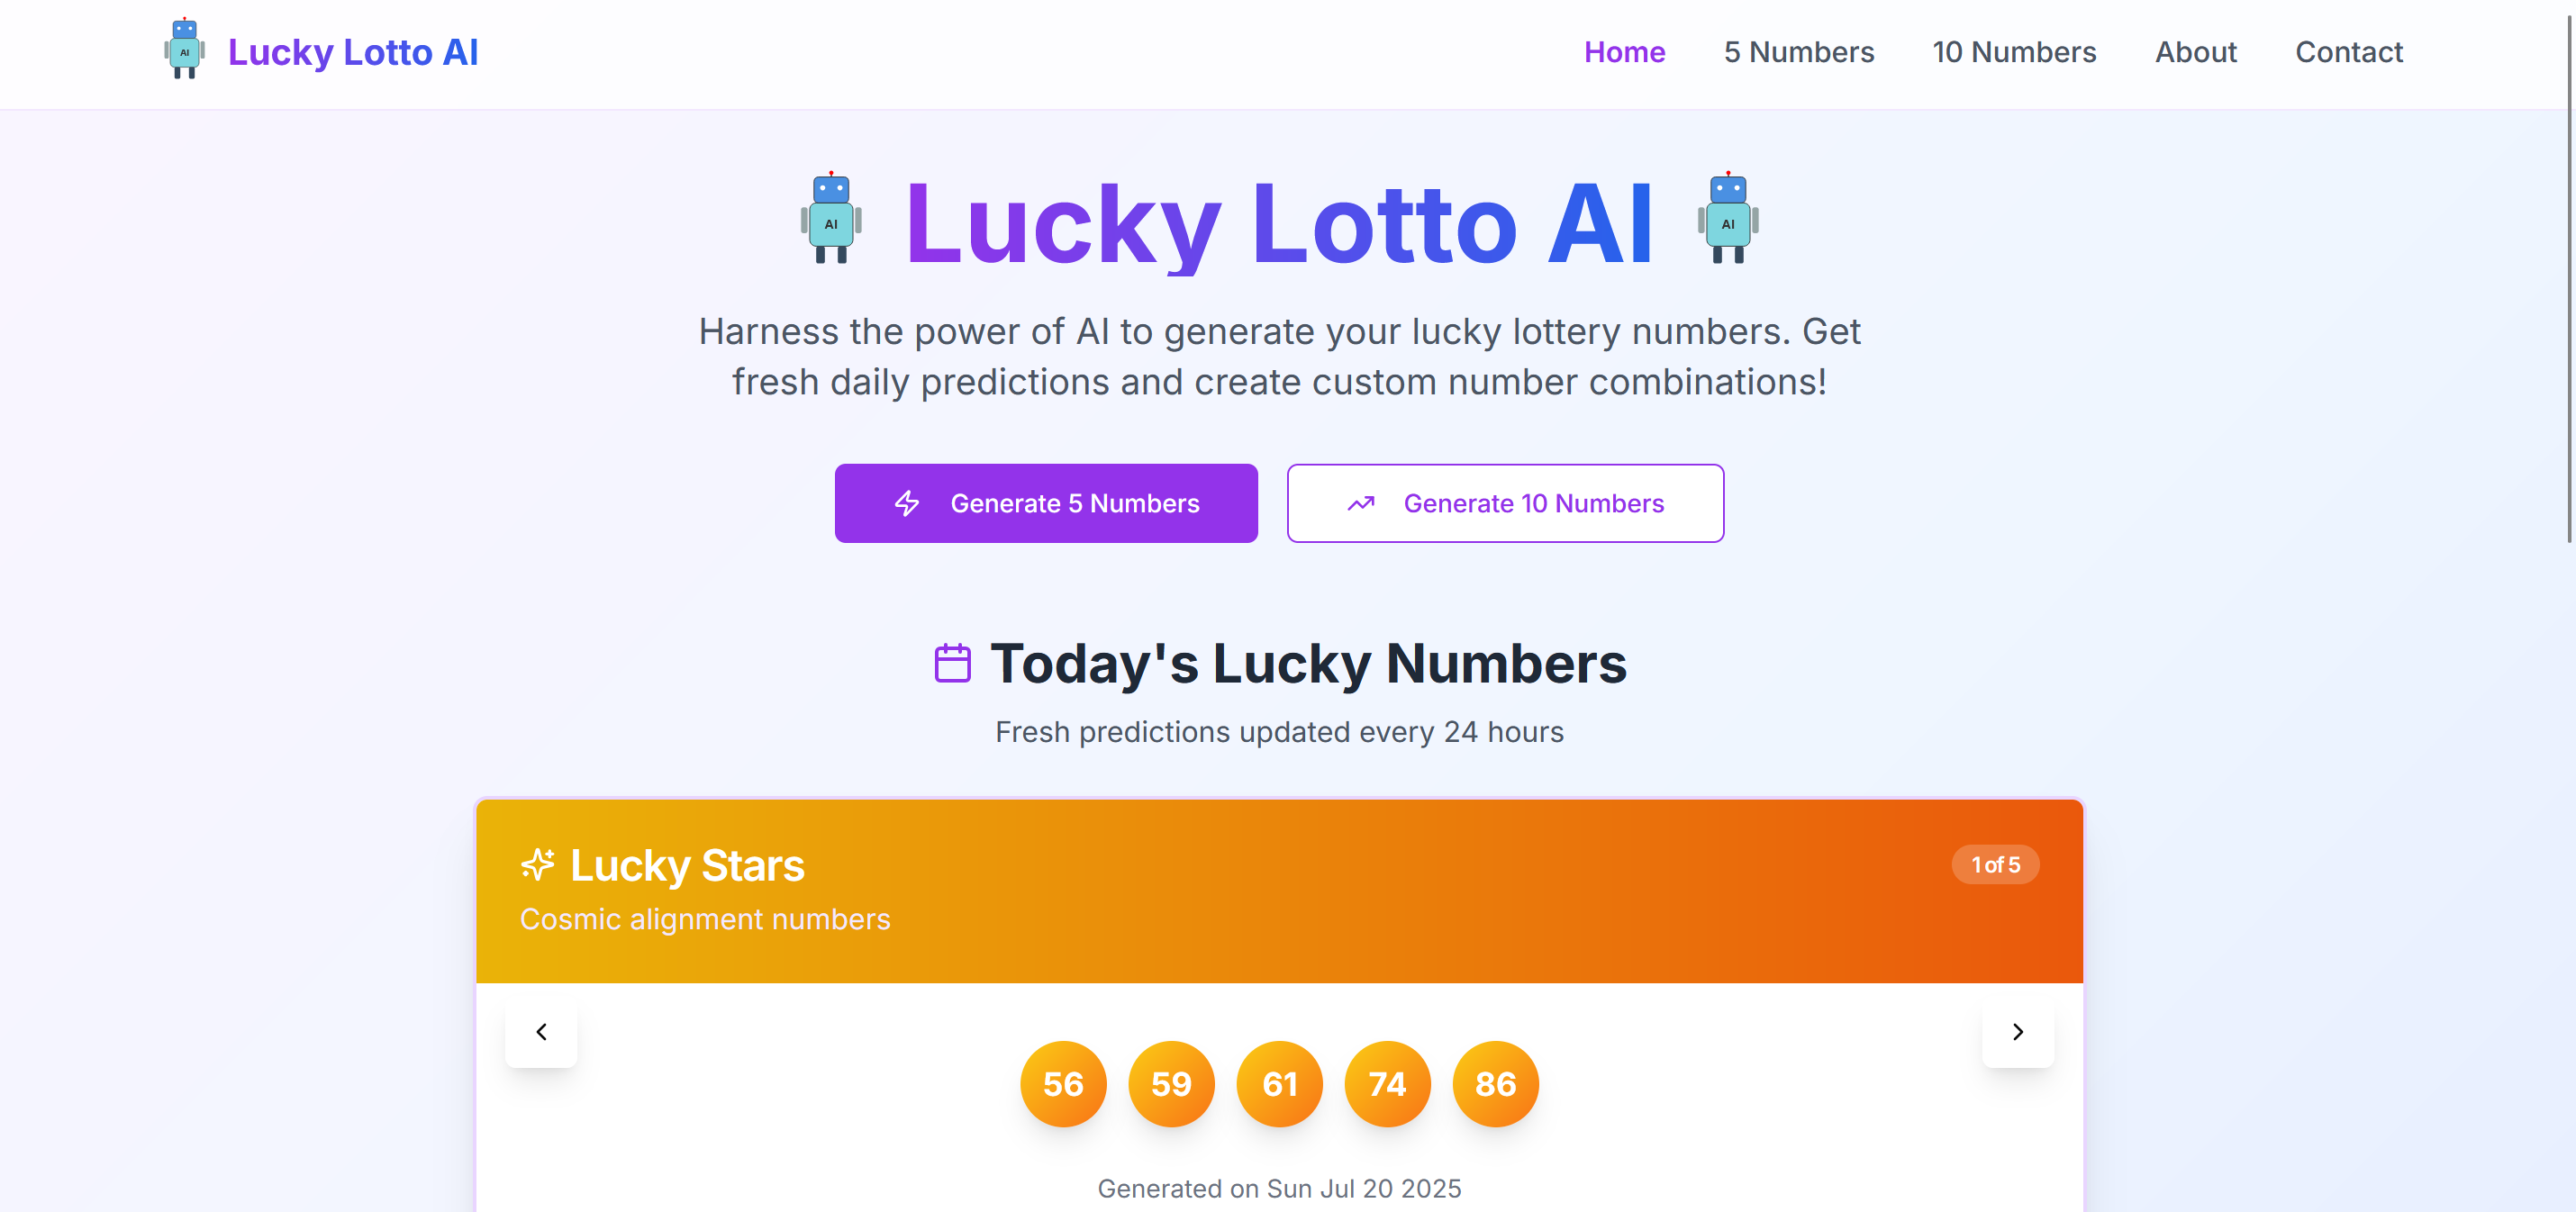 AI
Lucky Lotto AI
Home
5 Numbers
10 Numbers
About
Contact
AI
Lucky Lotto AI
AI
Harness the power of AI to generate your lucky lottery numbers. Get
fresh daily predictions and create custom number combinations!
Generate 5 Numbers
Generate 10 Numbers
Today's Lucky Numbers
Fresh predictions updated every 24 hours
Lucky Stars
1 of 5
Cosmic alignment numbers
56 59 61 74 86
Generated on Sun Jul 20 2025